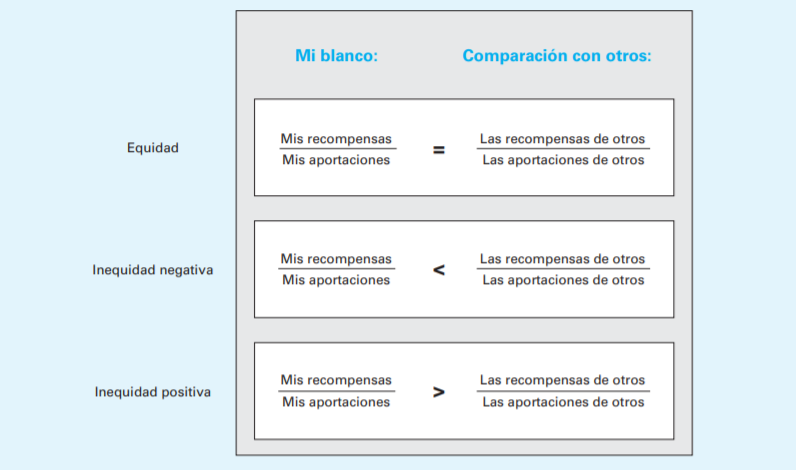 Mi blanco: Comparación con otros:
Equidad
Mis recompensas = Las recompensas de otros
Mis aportaciones Las aportaciones de otros
Inequidad negativa
Mis recompensas < Las recompensas de otros
Mis aportaciones Las aportaciones de otros
Inequidad positiva
Mis recompensas > Las recompensas de otros
Mis aportaciones Las aportaciones de otros